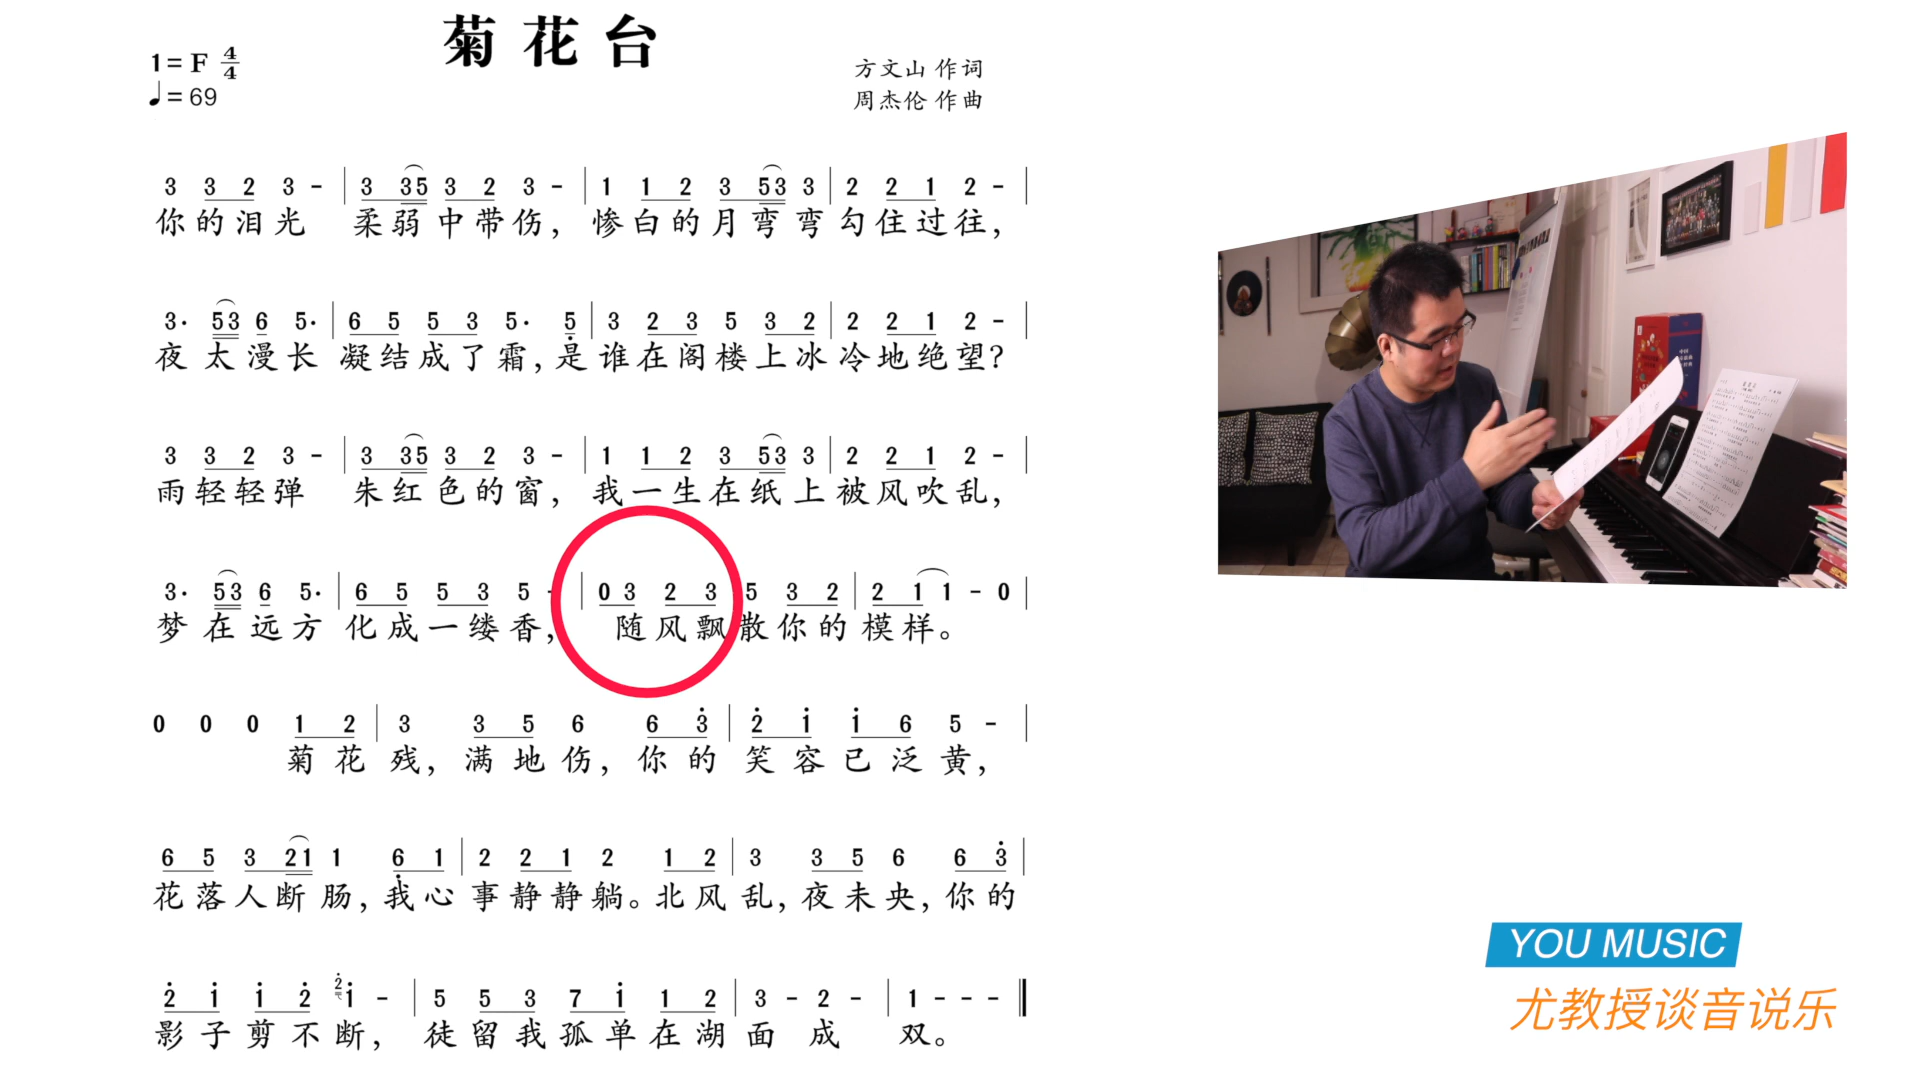 菊花台
1=F 4/4
♩=69
方文山 作词
周杰伦 作曲
3 3 2 3 - | 3 35 3 2 3 - | 1 1 2 3 53 3 | 2 2 1 2 - |
你的泪光 柔弱中带伤, 惨白的月弯弯勾住过往,
3· 53 6 5· | 6 5 5 3 5· 5̣ | 3 2 3 5 3 2 | 2 2 1 2 - |
夜太漫长 凝结成了霜, 是谁在阁楼上冰冷地绝望?
3 3 2 3 - | 3 35 3 2 3 - | 1 1 2 3 53 3 | 2 2 1 2 - |
雨轻轻弹 朱红色的窗, 我一生在纸上被风吹乱,
3· 53 6 5· | 6 5 5 3 5 - | 0 3 2 3 5 3 2 | 2 1 1 - 0 |
梦在远方 化成一缕香, 随风飘散你的模样。
0 0 0 1 2 | 3 3 5 6 6 3̇ | 2̇ 1̇ 1̇ 6 5 - |
菊花残, 满地伤, 你的笑容已泛黄,
6 5 3 21 1 6̣ 1 | 2 2 1 2 1 2 | 3 3 5 6 6 3̇ |
花落人断肠, 我心事静静躺。北风乱, 夜未央, 你的
2̇ 1̇ 1̇ 2̇ 2̇1̇ - | 5 5 3 7 1̇ 1 2 | 3 - 2 - | 1 - - - ‖
影子剪不断, 徒留我孤单在湖面成双。
YOU MUSIC
尤教授谈音说乐